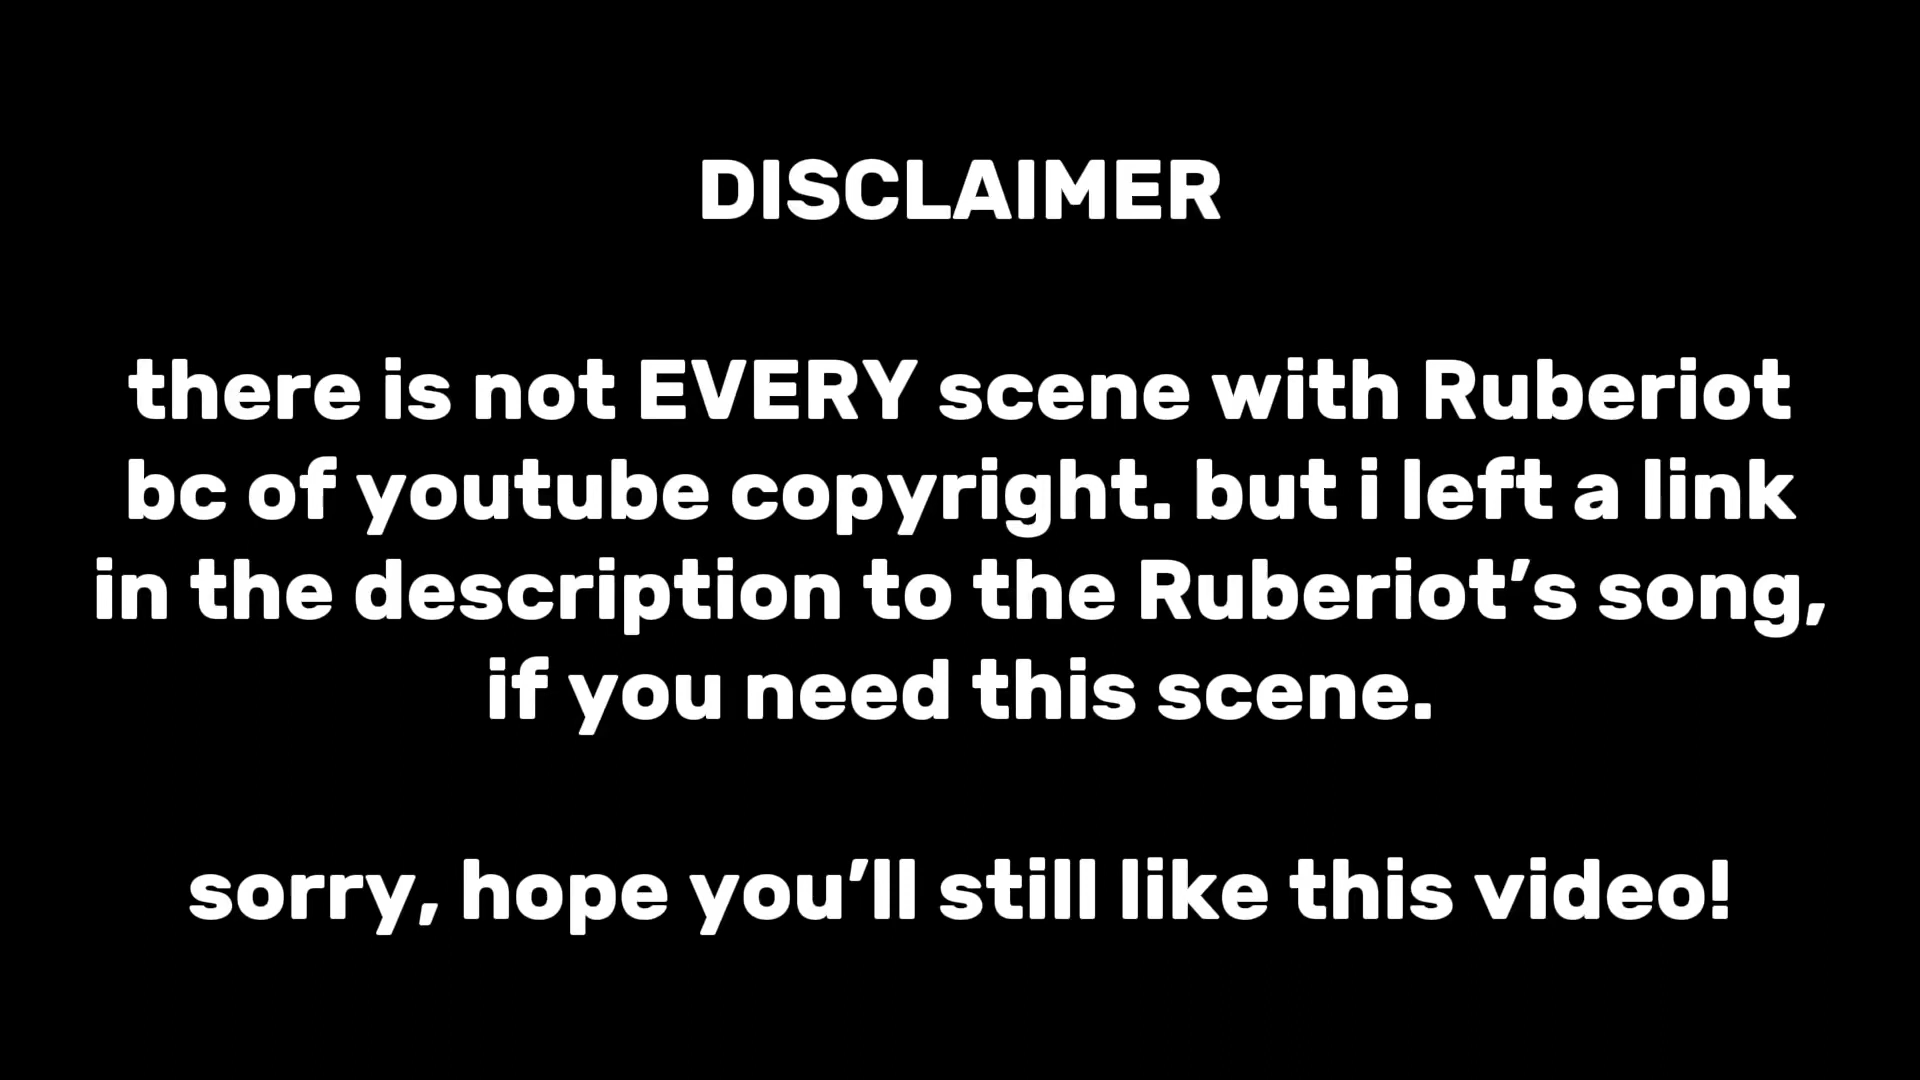 DISCLAIMER
there is not EVERY scene with Ruberiot
bc of youtube copyright. but i left a link
in the description to the Ruberiot’s song,
if you need this scene.
sorry, hope you’ll still like this video!